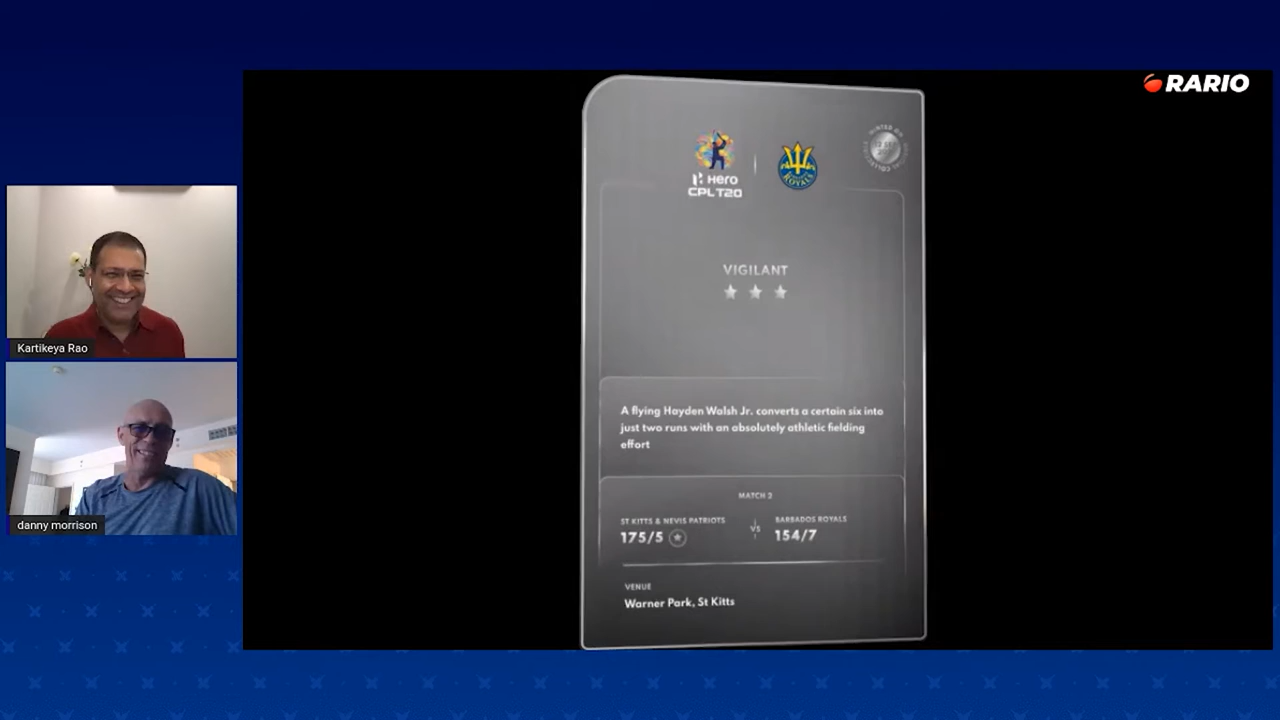 RARIO
Hero
CPL T20
ROYALS
VIGILANT
A flying Hayden Walsh Jr. converts a certain six into
just two runs with an absolutely athletic fielding
effort
MATCH 2
ST KITTS & NEVIS PATRIOTS
175/5
VS
BARBADOS ROYALS
154/7
VENUE
Warner Park, St Kitts
Kartikeya Rao
danny morrison